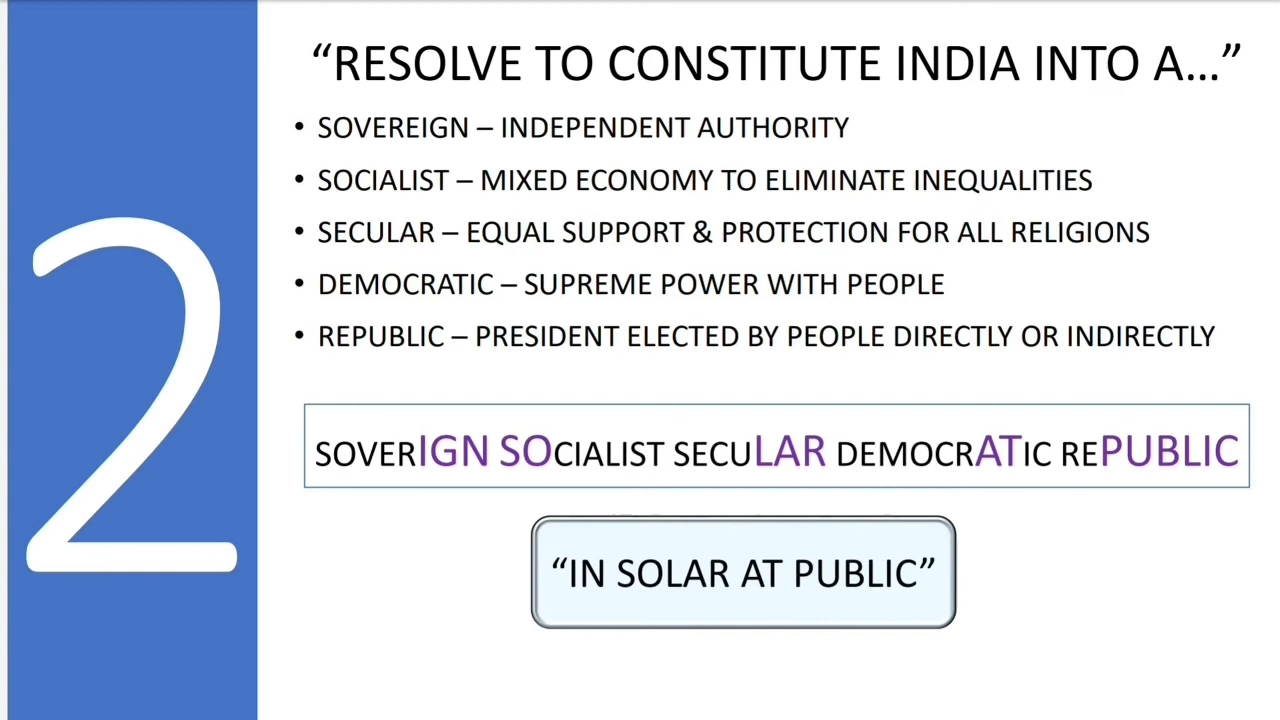 2
“RESOLVE TO CONSTITUTE INDIA INTO A...”
• SOVEREIGN – INDEPENDENT AUTHORITY
• SOCIALIST – MIXED ECONOMY TO ELIMINATE INEQUALITIES
• SECULAR – EQUAL SUPPORT & PROTECTION FOR ALL RELIGIONS
• DEMOCRATIC – SUPREME POWER WITH PEOPLE
• REPUBLIC – PRESIDENT ELECTED BY PEOPLE DIRECTLY OR INDIRECTLY
SOVERIGN SOCIALIST SECULAR DEMOCRATIC REPUBLIC
“IN SOLAR AT PUBLIC”